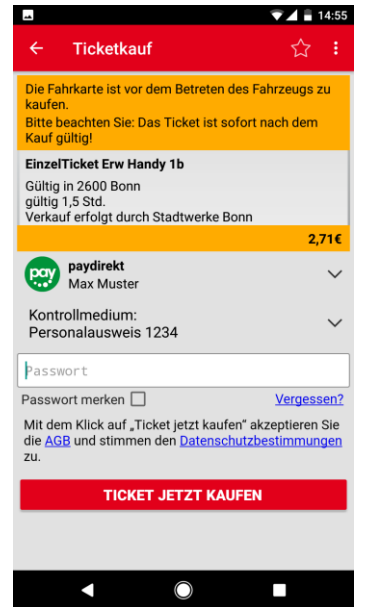 14:55
Ticketkauf
Die Fahrkarte ist vor dem Betreten des Fahrzeugs zu
kaufen.
Bitte beachten Sie: Das Ticket ist sofort nach dem
Kauf gültig!
EinzelTicket Erw Handy 1b
Gültig in 2600 Bonn
gültig 1,5 Std.
Verkauf erfolgt durch Stadtwerke Bonn
2,71€
pay
paydirekt
Max Muster
Kontrollmedium:
Personalausweis 1234
Passwort
Passwort merken
Vergessen?
Mit dem Klick auf „Ticket jetzt kaufen“ akzeptieren Sie
die AGB und stimmen den Datenschutzbestimmungen
zu.
TICKET JETZT KAUFEN